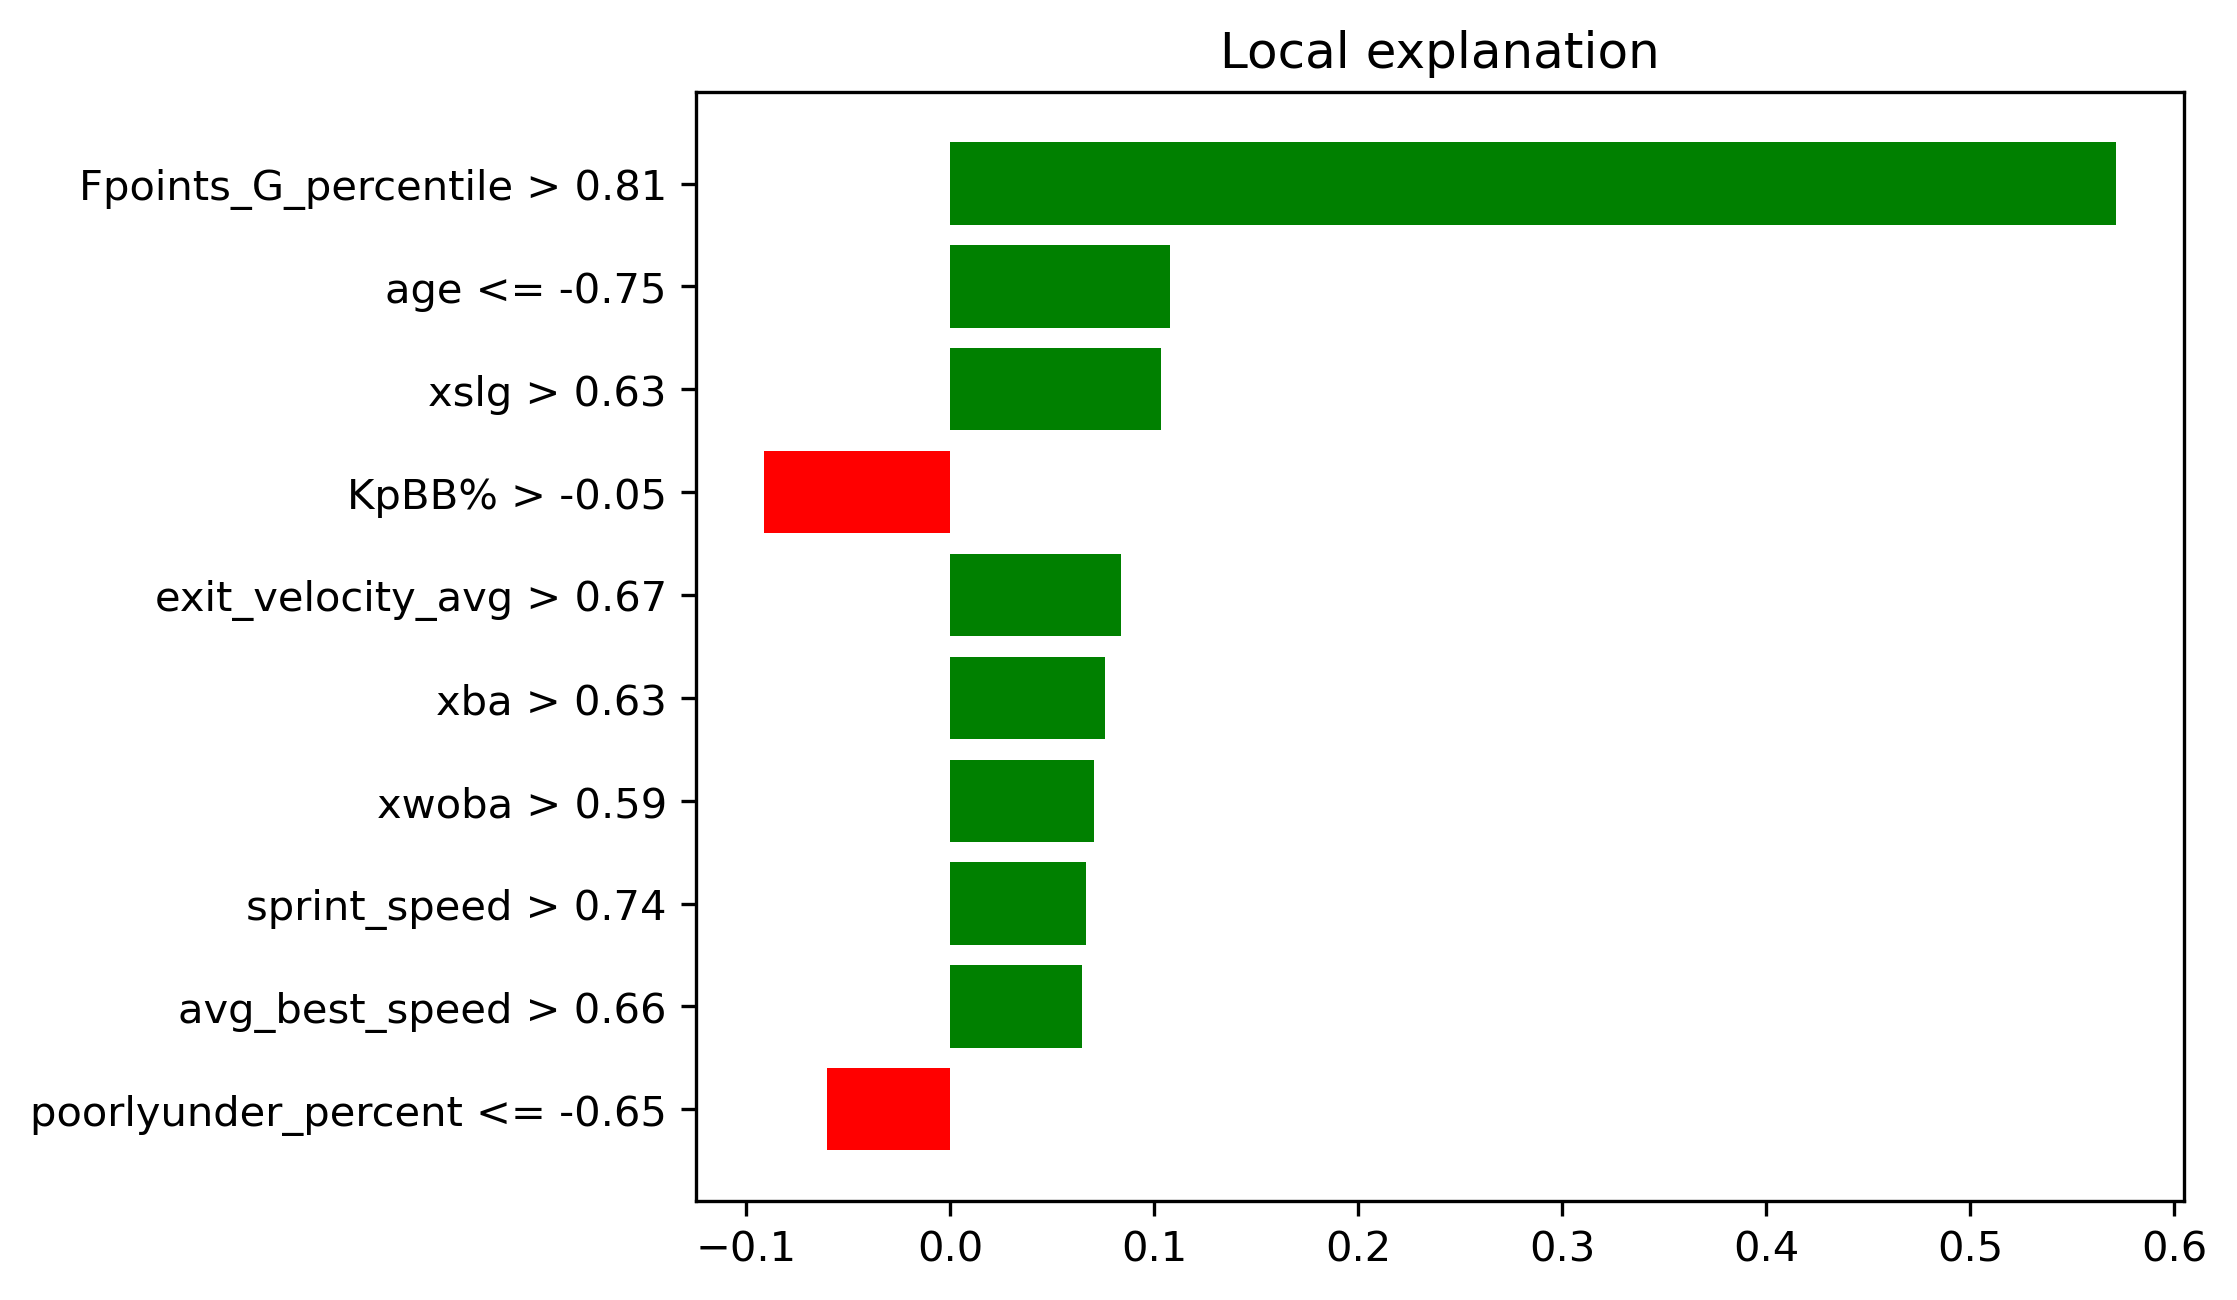 Local explanation
Fpoints_G_percentile > 0.81
age <= -0.75
xslg > 0.63
KpBB% > -0.05
exit_velocity_avg > 0.67
xba > 0.63
xwoba > 0.59
sprint_speed > 0.74
avg_best_speed > 0.66
poorlyunder_percent <= -0.65
−0.1 0.0 0.1 0.2 0.3 0.4 0.5 0.6